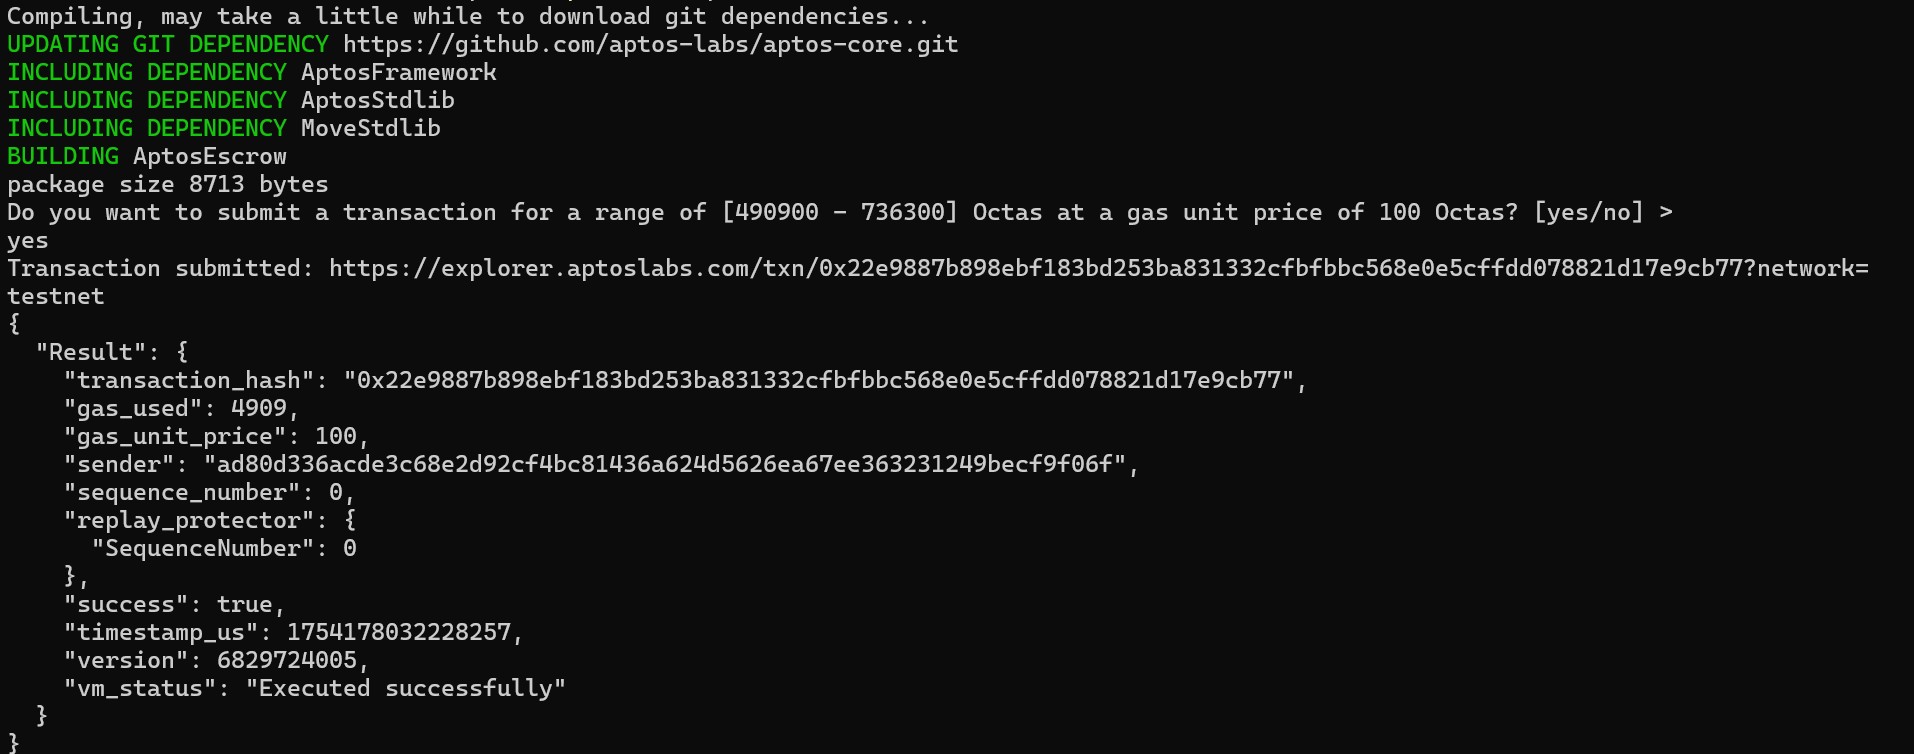 Compiling, may take a little while to download git dependencies...
UPDATING GIT DEPENDENCY https://github.com/aptos-labs/aptos-core.git
INCLUDING DEPENDENCY AptosFramework
INCLUDING DEPENDENCY AptosStdlib
INCLUDING DEPENDENCY MoveStdlib
BUILDING AptosEscrow
package size 8713 bytes
Do you want to submit a transaction for a range of [490900 - 736300] Octas at a gas unit price of 100 Octas? [yes/no] >
yes
Transaction submitted: https://explorer.aptoslabs.com/txn/0x22e9887b898ebf183bd253ba831332cfbfbbc568e0e5cffdd078821d17e9cb77?network=
testnet
{
  "Result": {
    "transaction_hash": "0x22e9887b898ebf183bd253ba831332cfbfbbc568e0e5cffdd078821d17e9cb77",
    "gas_used": 4909,
    "gas_unit_price": 100,
    "sender": "ad80d336acde3c68e2d92cf4bc81436a624d5626ea67ee363231249becf9f06f",
    "sequence_number": 0,
    "replay_protector": {
      "SequenceNumber": 0
    },
    "success": true,
    "timestamp_us": 1754178032228257,
    "version": 6829724005,
    "vm_status": "Executed successfully"
  }
}